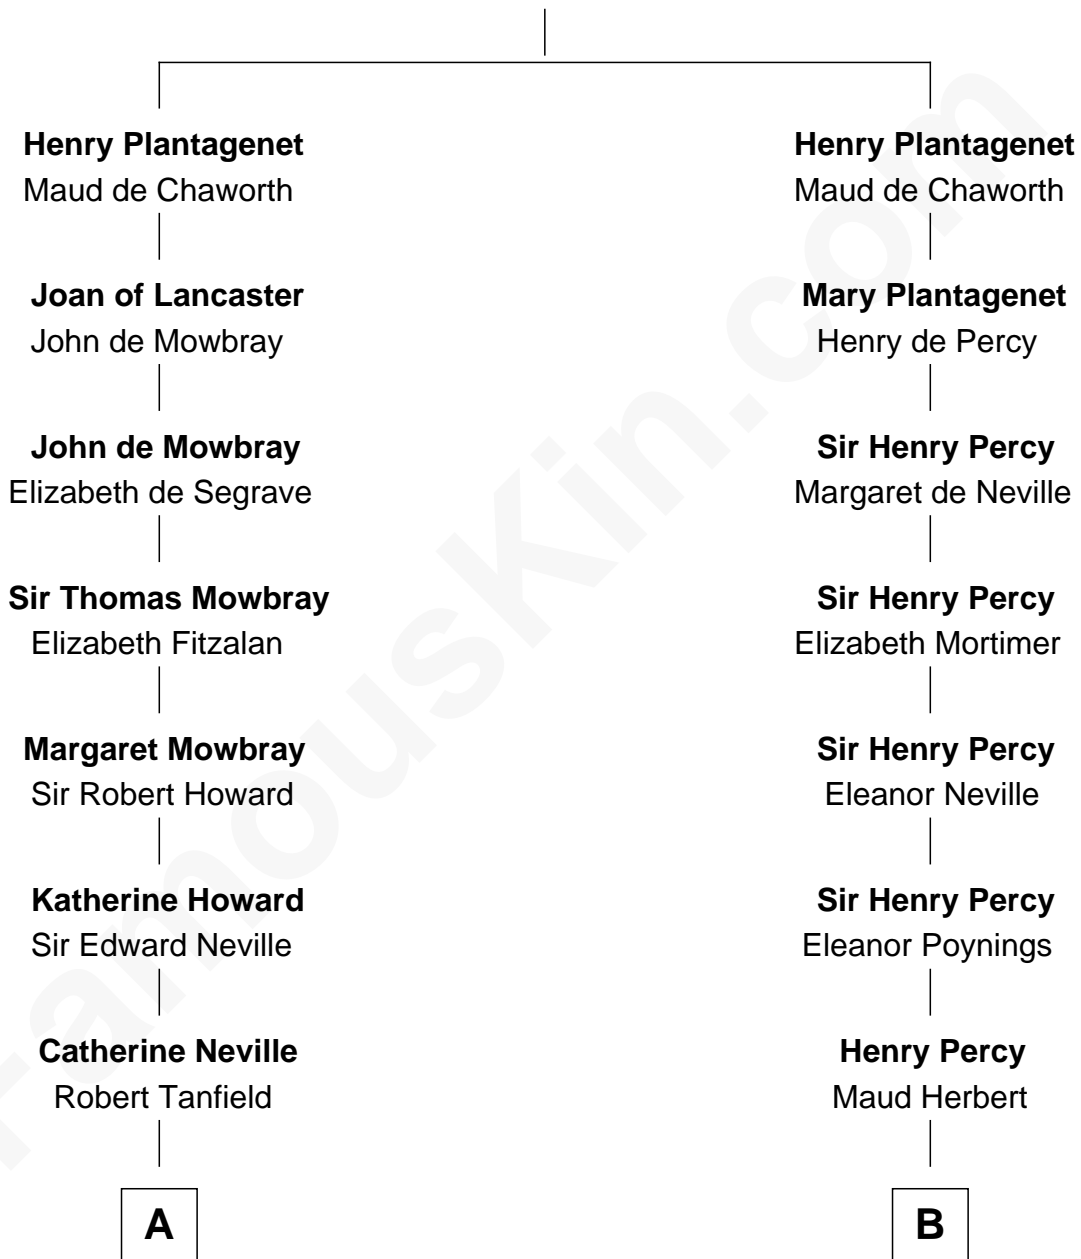 Henry Plantagenet
Maud de Chaworth
Joan of Lancaster
John de Mowbray
John de Mowbray
Elizabeth de Segrave
Sir Thomas Mowbray
Elizabeth Fitzalan
Margaret Mowbray
Sir Robert Howard
Katherine Howard
Sir Edward Neville
Catherine Neville
Robert Tanfield
A
Henry Plantagenet
Maud de Chaworth
Mary Plantagenet
Henry de Percy
Sir Henry Percy
Margaret de Neville
Sir Henry Percy
Elizabeth Mortimer
Sir Henry Percy
Eleanor Neville
Sir Henry Percy
Eleanor Poynings
Henry Percy
Maud Herbert
B
FamousKin.com